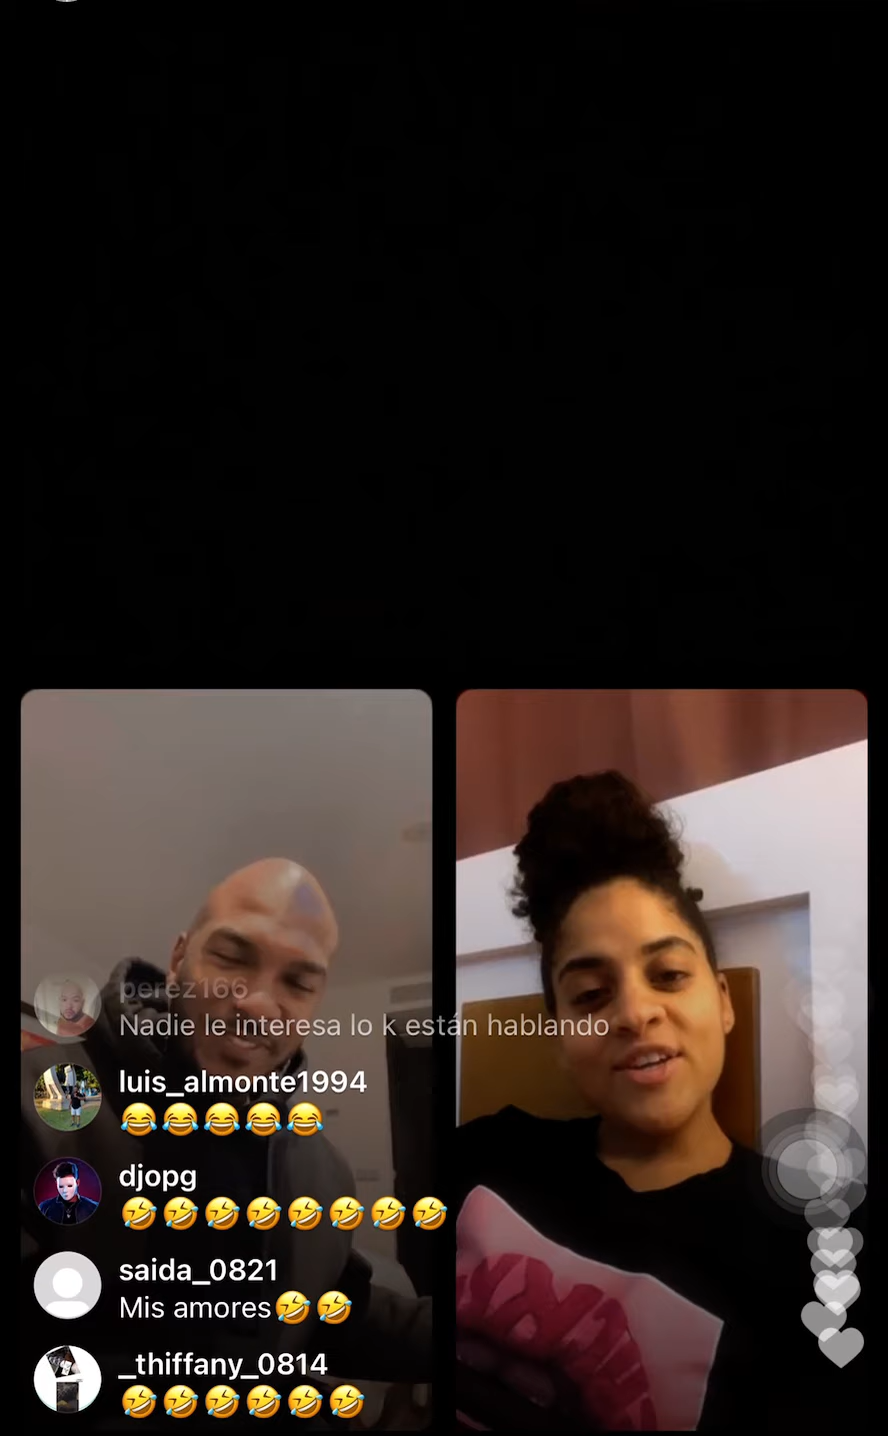 perez166
Nadie le interesa lo k están hablando
luis_almonte1994
😂😂😂😂😂
djopg
🤣🤣🤣🤣🤣🤣🤣🤣
saida_0821
Mis amores🤣🤣
_thiffany_0814
🤣🤣🤣🤣🤣🤣